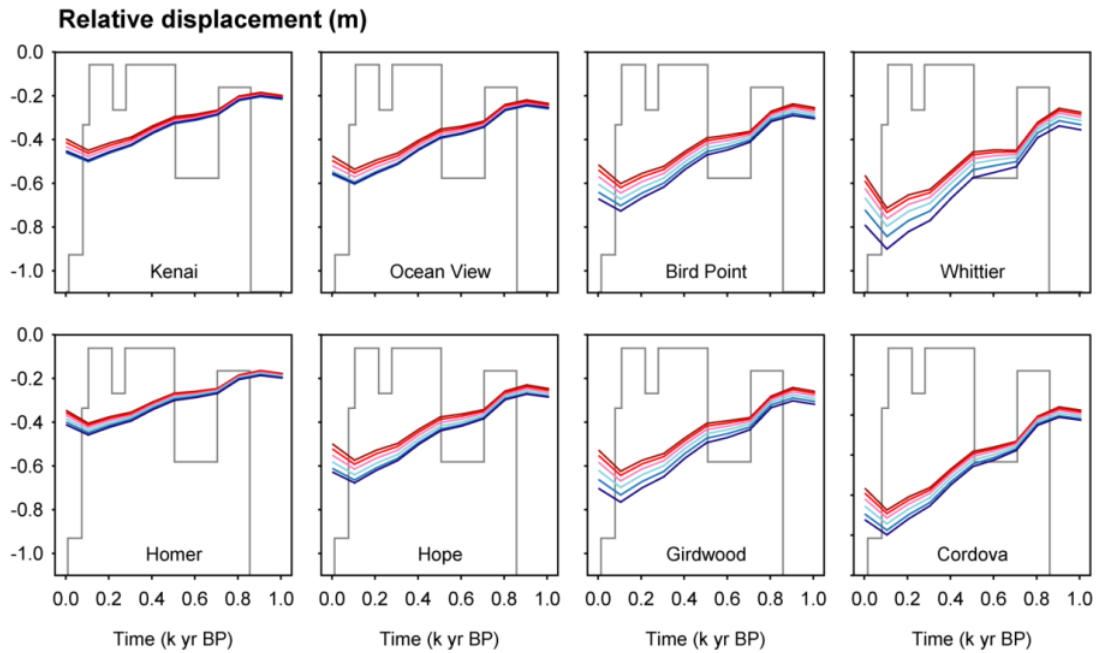 Relative displacement (m)
0.0
-0.2
-0.4
-0.6
-0.8
-1.0
Kenai
Ocean View
Bird Point
Whittier
0.0
-0.2
-0.4
-0.6
-0.8
-1.0
Homer
Hope
Girdwood
Cordova
0.0 0.2 0.4 0.6 0.8 1.0 0.0 0.2 0.4 0.6 0.8 1.0 0.0 0.2 0.4 0.6 0.8 1.0 0.0 0.2 0.4 0.6 0.8 1.0
Time (k yr BP) Time (k yr BP) Time (k yr BP) Time (k yr BP)